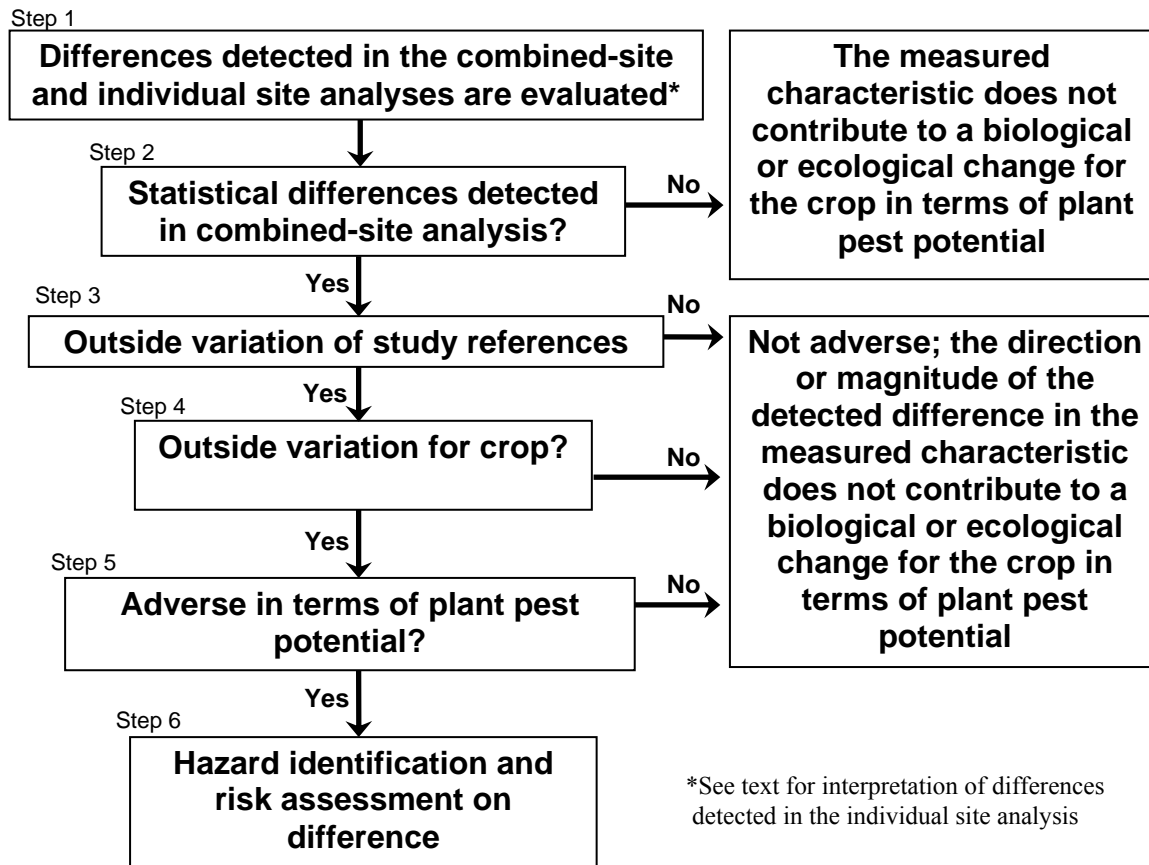 Step 1
Differences detected in the combined-site
and individual site analyses are evaluated*
The measured
characteristic does not
contribute to a biological
or ecological change for
the crop in terms of plant
pest potential
Step 2
Statistical differences detected
in combined-site analysis?
No
Yes
Step 3
Outside variation of study references
No
Not adverse; the direction
or magnitude of the
detected difference in the
measured characteristic
does not contribute to a
biological or ecological
change for the crop in
terms of plant pest
potential
Yes
Step 4
Outside variation for crop?
No
Yes
Step 5
Adverse in terms of plant pest
potential?
No
Yes
Step 6
Hazard identification and
risk assessment on
difference
*See text for interpretation of differences
detected in the individual site analysis